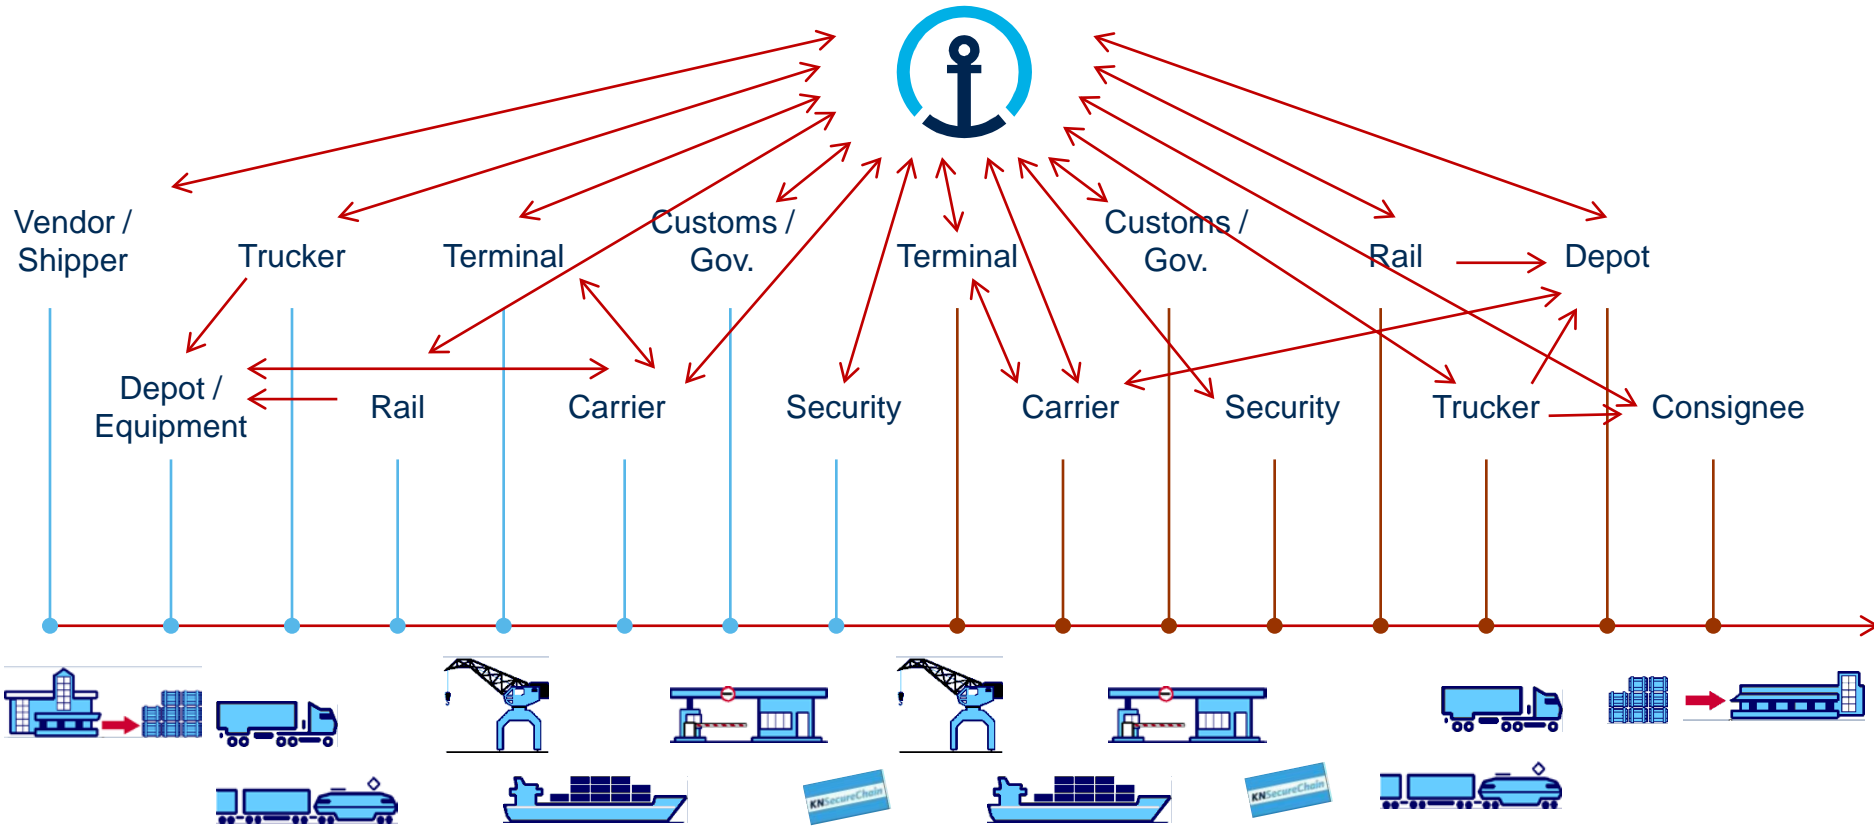 Vendor /
Shipper
Trucker
Terminal
Customs /
Gov.
Terminal
Customs /
Gov.
Rail
Depot
Depot /
Equipment
Rail
Carrier
Security
Carrier
Security
Trucker
Consignee
KNSecureChain
KNSecureChain